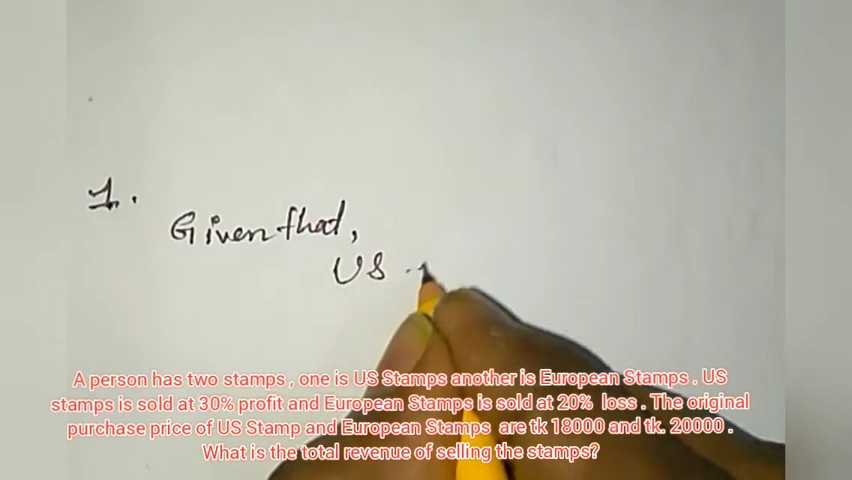 1.
Given that,
US
A person has two stamps , one is US Stamps another is European Stamps . US
stamps is sold at 30% profit and European Stamps is sold at 20% loss . The original
purchase price of US Stamp and European Stamps are tk 18000 and tk. 20000 .
What is the total revenue of selling the stamps?